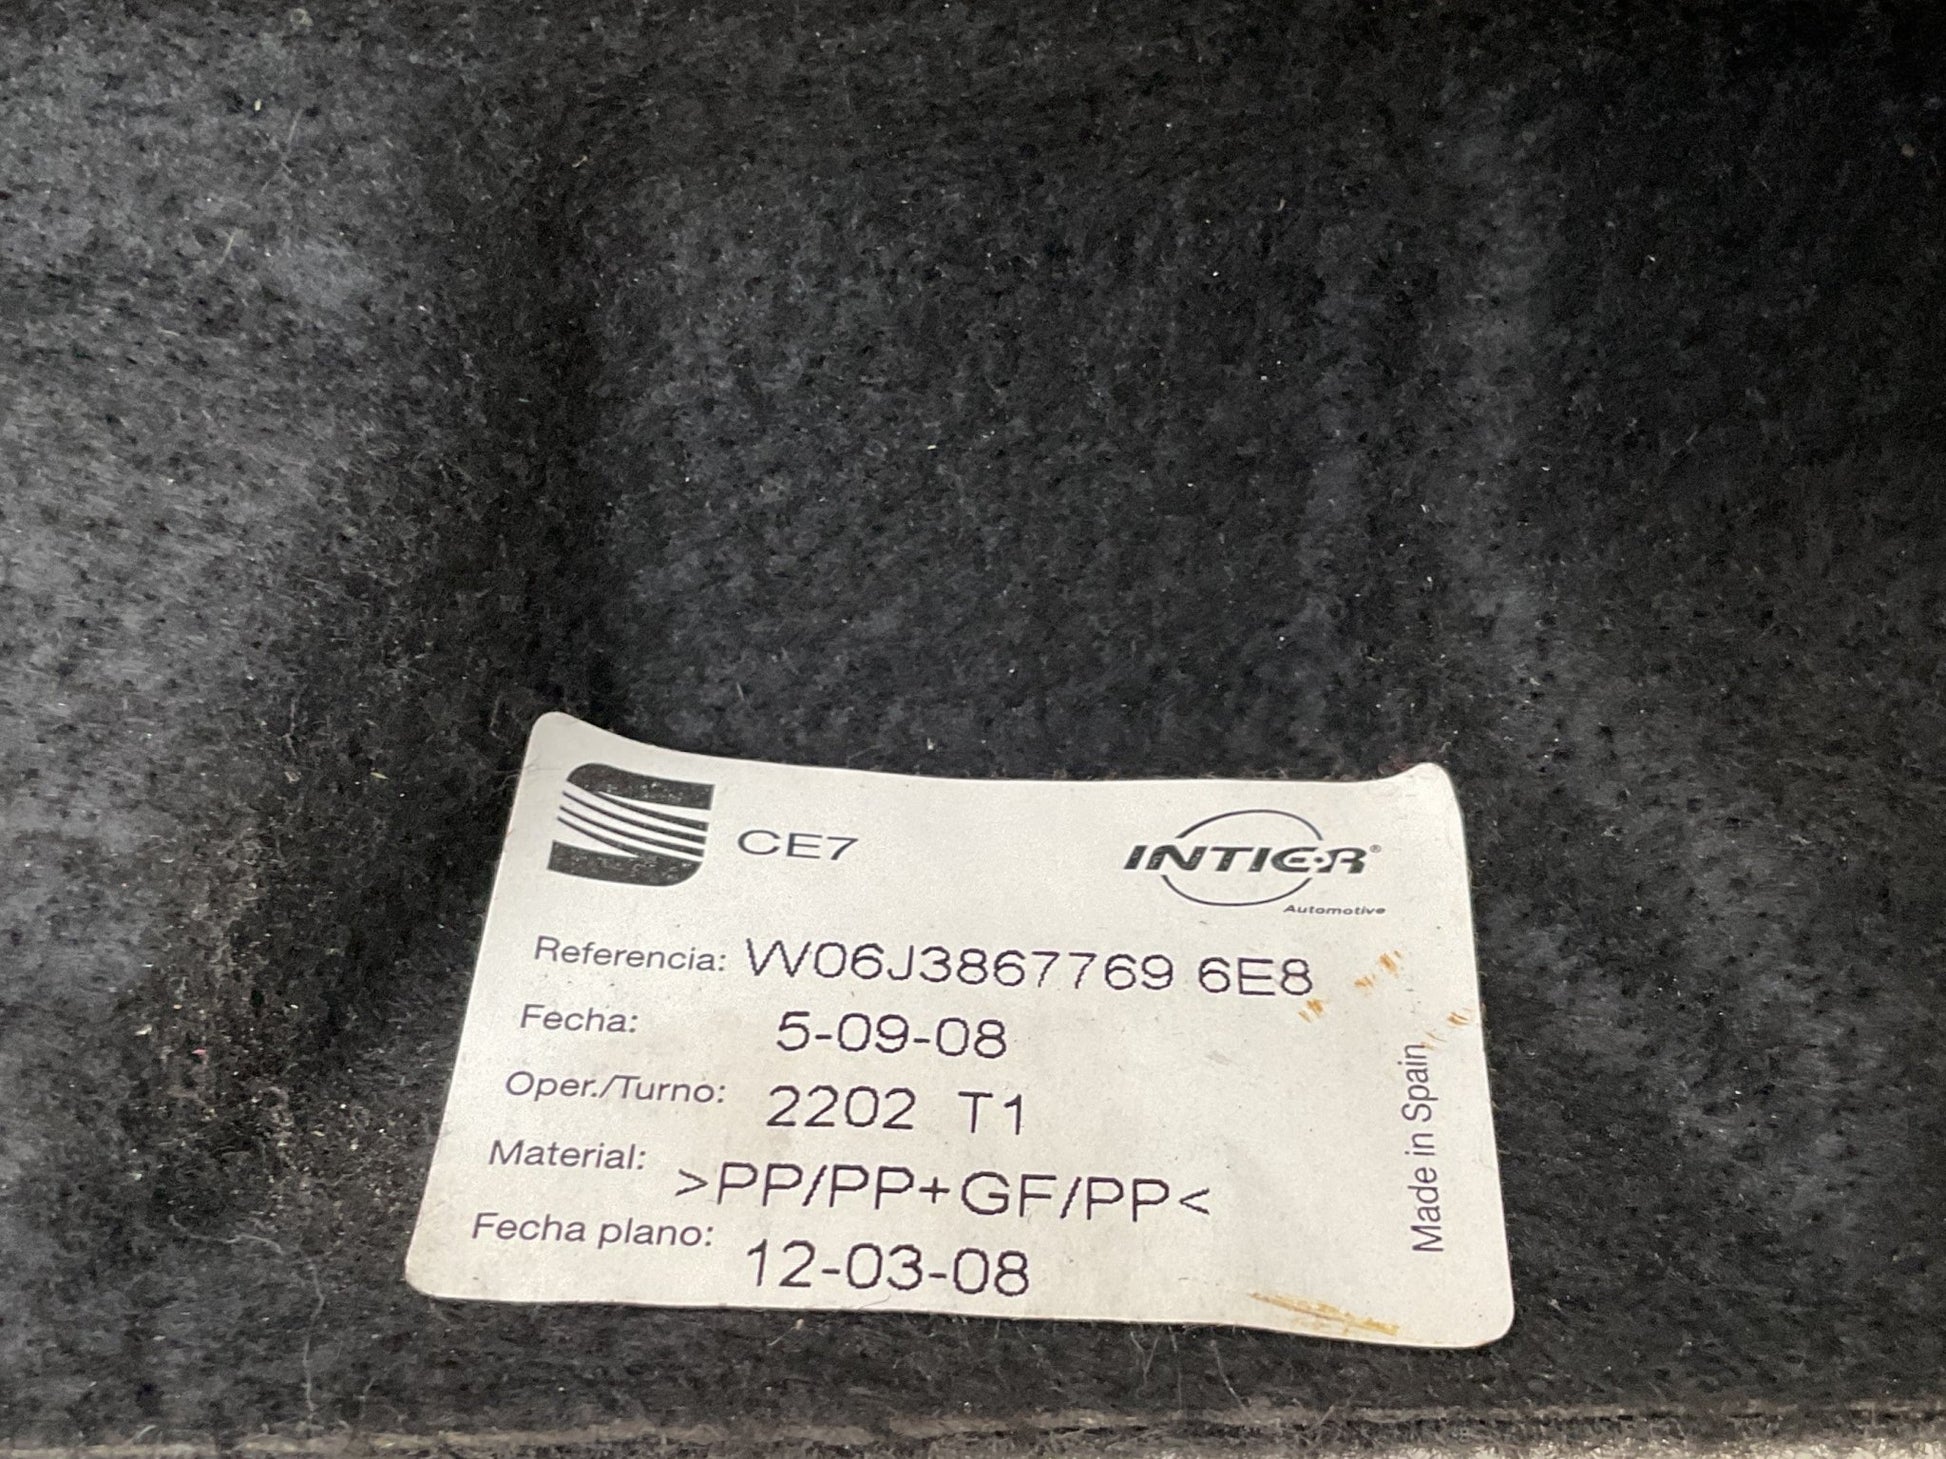 CE7
INTIER®
Automotive
Referencia: W06J3867769 6E8
Fecha: 5-09-08
Oper./Turno: 2202 T1
Material: >PP/PP+GF/PP<
Fecha plano: 12-03-08
Made in Spain